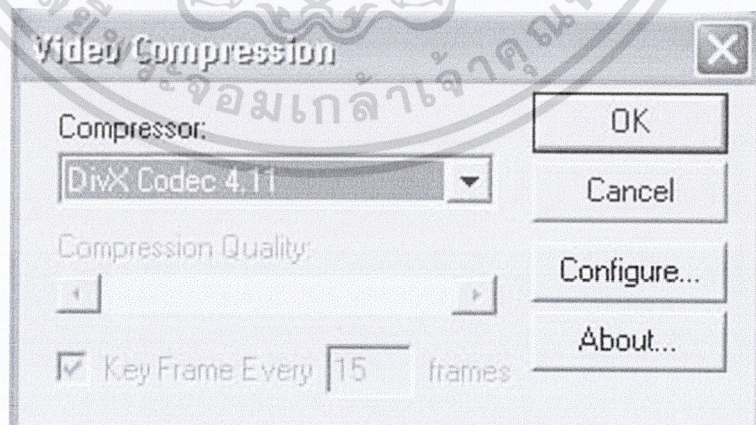 Video Compression
Compressor:
DivX Codec 4.11
Compression Quality:
Key Frame Every 15 frames
OK
Cancel
Configure...
About...